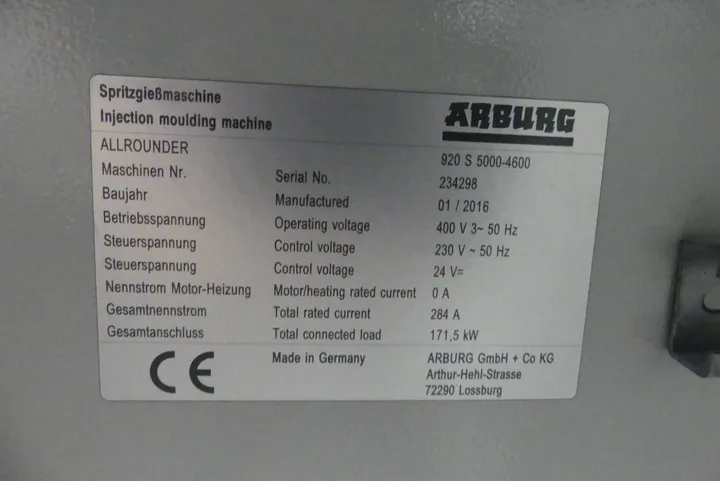 Spritzgießmaschine
Injection moulding machine
ARBURG
ALLROUNDER 920 S 5000-4600
Maschinen Nr. Serial No. 234298
Baujahr Manufactured 01 / 2016
Betriebsspannung Operating voltage 400 V 3~ 50 Hz
Steuerspannung Control voltage 230 V ~ 50 Hz
Steuerspannung Control voltage 24 V=
Nennstrom Motor-Heizung Motor/heating rated current 0 A
Gesamtnennstrom Total rated current 284 A
Gesamtanschluss Total connected load 171,5 kW
CE
Made in Germany ARBURG GmbH + Co KG
Arthur-Hehl-Strasse
72290 Lossburg